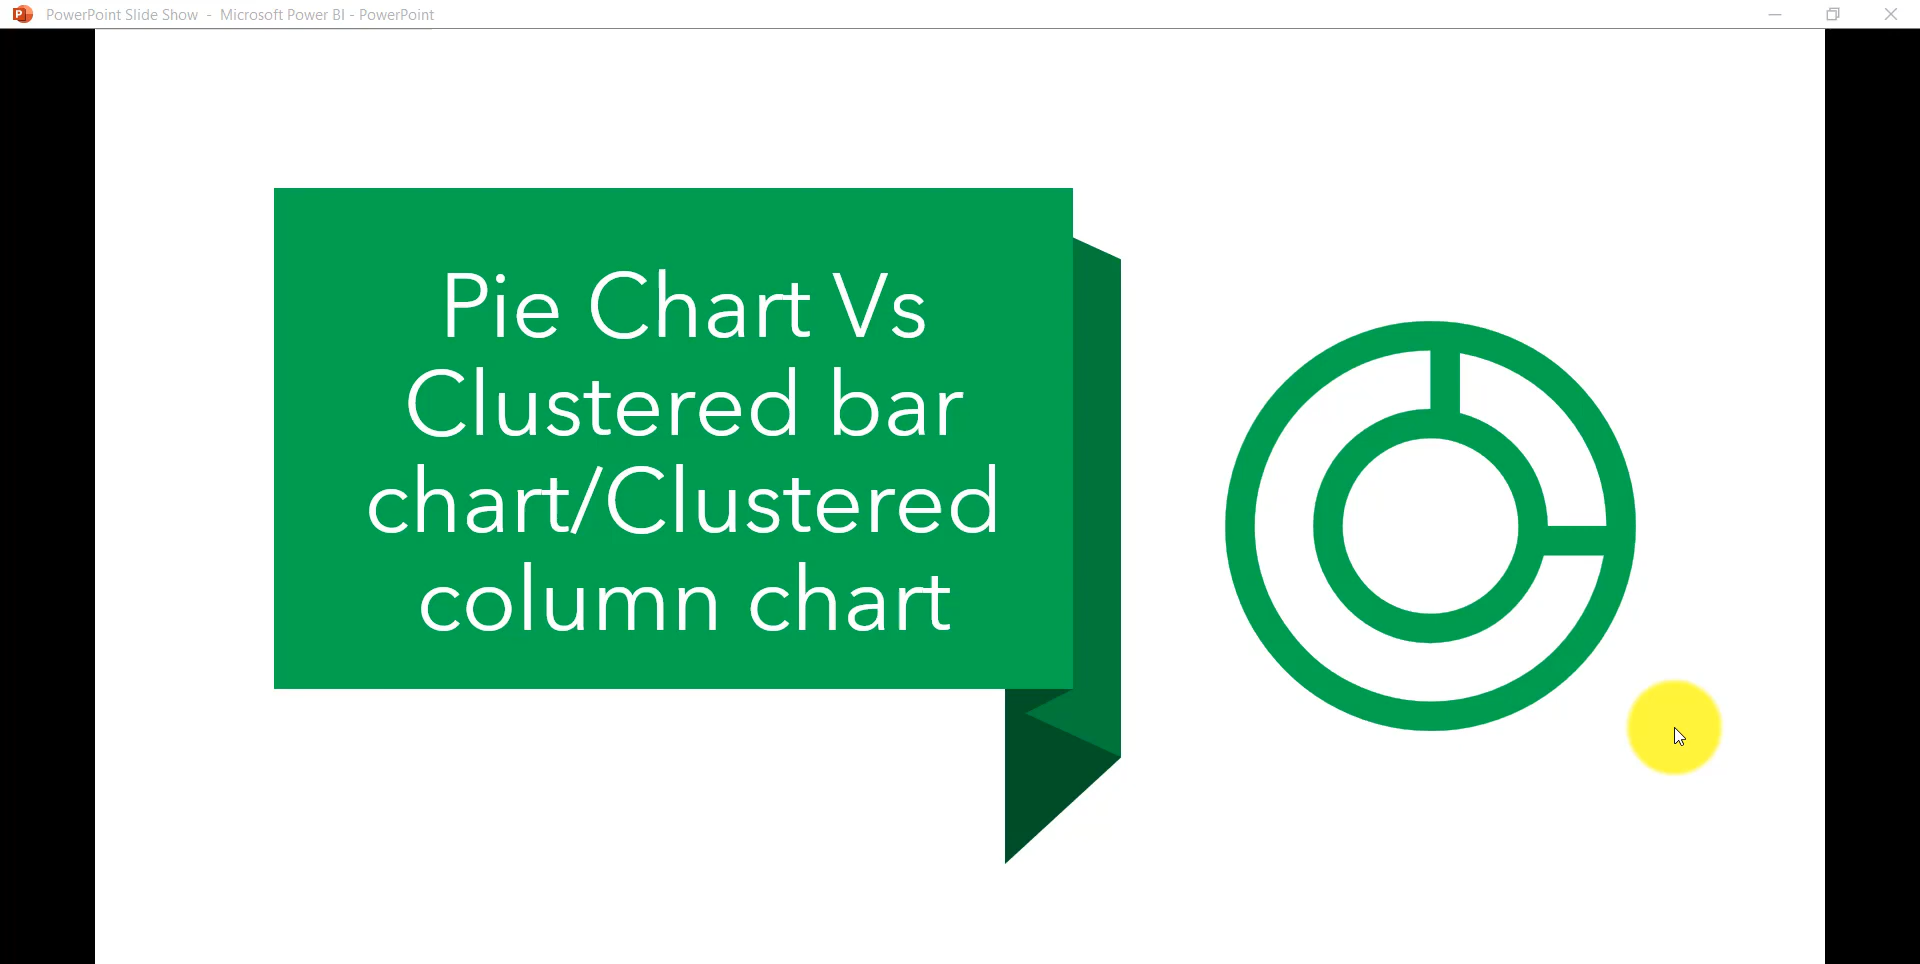 PowerPoint Slide Show - Microsoft Power BI - PowerPoint
Pie Chart Vs
Clustered bar
chart/Clustered
column chart